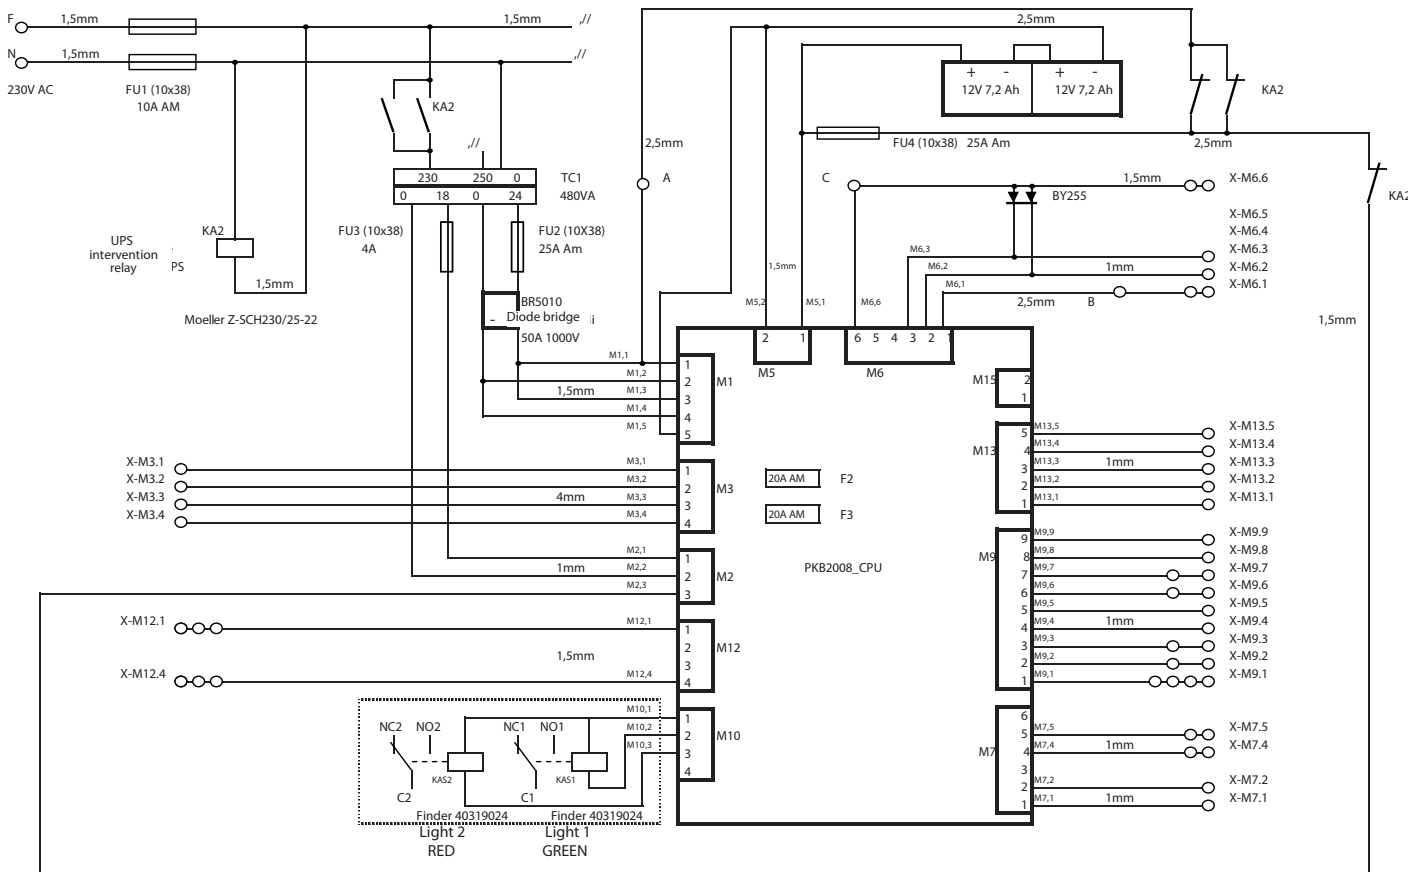 F
1,5mm
1,5mm
,//
N
1,5mm
,//
230V AC
FU1 (10x38)
10A AM
KA2
,//
230
250
0
TC1
0
18
0
24
480VA
KA2
UPS
intervention
relay
PS
1,5mm
Moeller Z-SCH230/25-22
FU3 (10x38)
4A
FU2 (10X38)
25A Am
BR5010
-
Diode bridge
50A 1000V
2,5mm
A
2,5mm
+
-
+
-
12V 7,2 Ah
12V 7,2 Ah
KA2
FU4 (10x38)
25A Am
2,5mm
KA2
C
1,5mm
X-M6.6
BY255
X-M6.5
X-M6.4
M6,3
X-M6.3
M6,2
1mm
X-M6.2
M6,1
X-M6.1
2,5mm
B
1,5mm
1,5mm
M5,2
M5,1
M6,6
2
1
M5
6
5
4
3
2
1
M6
M1,1
M1,2
M1,3
M1,4
M1,5
1,5mm
1
2
3
4
5
M1
M15
2
1
X-M3.1
X-M3.2
X-M3.3
X-M3.4
M3,1
M3,2
M3,3
M3,4
4mm
1
2
3
4
M3
20A AM
F2
20A AM
F3
M13
5
4
3
2
1
M13,5
M13,4
M13,3
M13,2
M13,1
1mm
X-M13.5
X-M13.4
X-M13.3
X-M13.2
X-M13.1
M2,1
M2,2
M2,3
1mm
1
2
3
M2
PKB2008_CPU
M9
9
8
7
6
5
4
3
2
1
M9,9
M9,8
M9,7
M9,6
M9,5
M9,4
M9,3
M9,2
M9,1
1mm
X-M9.9
X-M9.8
X-M9.7
X-M9.6
X-M9.5
X-M9.4
X-M9.3
X-M9.2
X-M9.1
X-M12.1
X-M12.4
M12,1
1,5mm
M12,4
1
2
3
4
M12
M10,1
M10,2
M10,3
1
2
3
4
M10
NC2
NO2
NC1
NO1
KAS2
KAS1
C2
C1
Finder 40319024
Finder 40319024
Light 2
RED
Light 1
GREEN
M7
6
5
4
3
2
1
M7,5
M7,4
M7,2
M7,1
1mm
1mm
X-M7.5
X-M7.4
X-M7.2
X-M7.1